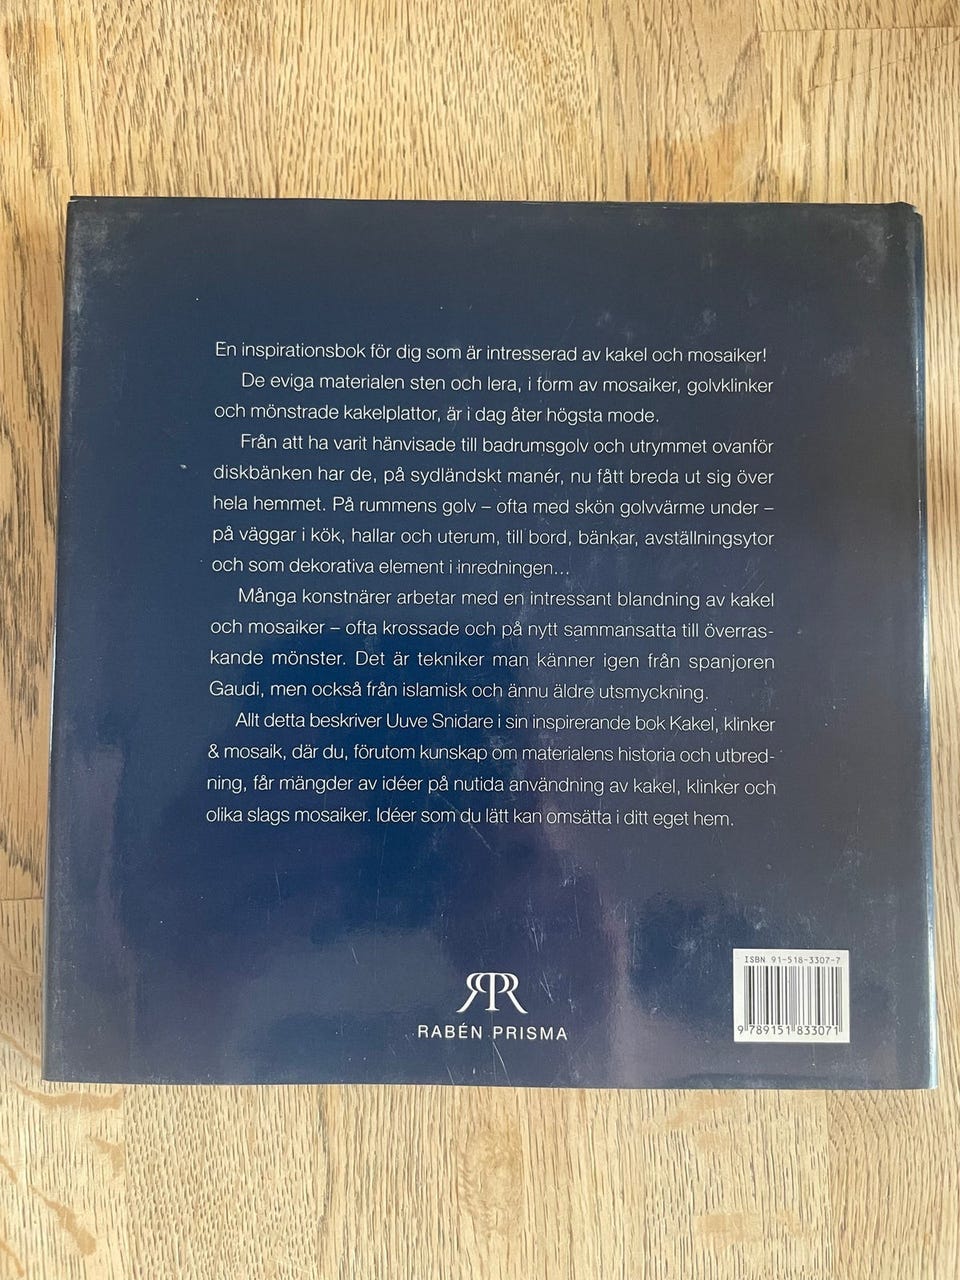 En inspirationsbok för dig som är intresserad av kakel och mosaiker!
De eviga materialen sten och lera, i form av mosaiker, golvklinker
och mönstrade kakelplattor, är i dag åter högsta mode.
Från att ha varit hänvisade till badrumsgolv och utrymmet ovanför
diskbänken har de, på sydländskt manér, nu fått breda ut sig över
hela hemmet. På rummens golv – ofta med skön golvvärme under –
på väggar i kök, hallar och uterum, till bord, bänkar, avställningsytor
och som dekorativa element i inredningen...
Många konstnärer arbetar med en intressant blandning av kakel
och mosaiker – ofta krossade och på nytt sammansatta till överras-
kande mönster. Det är tekniker man känner igen från spanjoren
Gaudi, men också från islamisk och ännu äldre utsmyckning.
Allt detta beskriver Uuve Snidare i sin inspirerande bok Kakel, klinker
& mosaik, där du, förutom kunskap om materialens historia och utbred-
ning, får mängder av idéer på nutida användning av kakel, klinker och
olika slags mosaiker. Idéer som du lätt kan omsätta i ditt eget hem.
RPR
RABÉN PRISMA
ISBN 91-518-3307-7
9 789151 833071